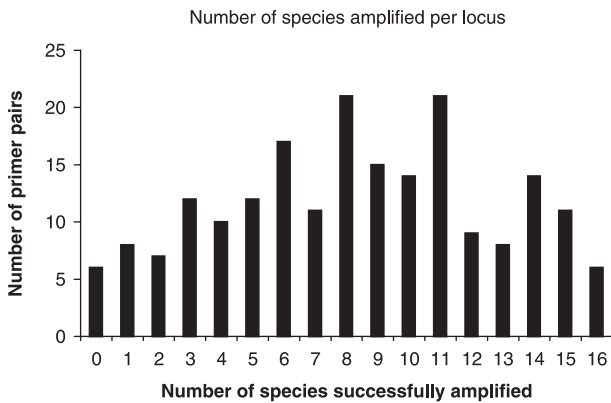 Number of species amplified per locus
25
20
15
10
5
0
Number of primer pairs
0 1 2 3 4 5 6 7 8 9 10 11 12 13 14 15 16
Number of species successfully amplified